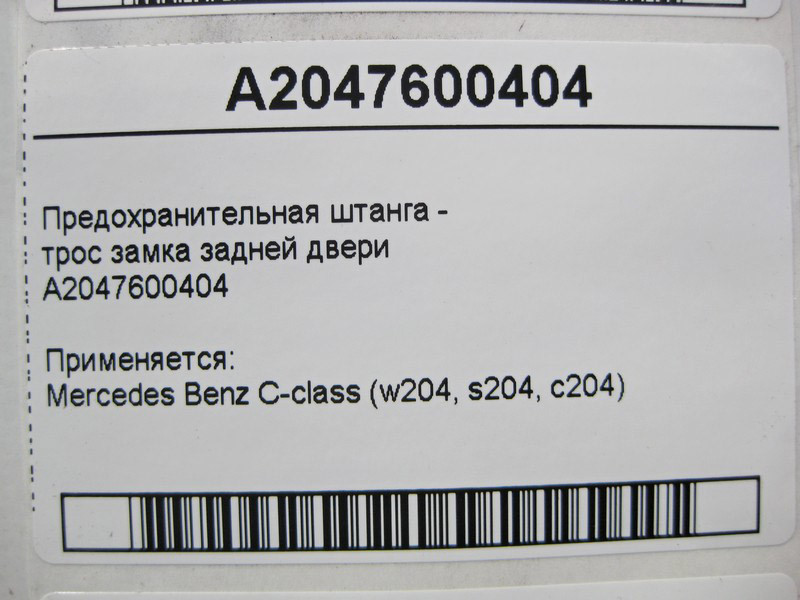 A2047600404
Предохранительная штанга -
трос замка задней двери
A2047600404
Применяется:
Mercedes Benz C-class (w204, s204, c204)